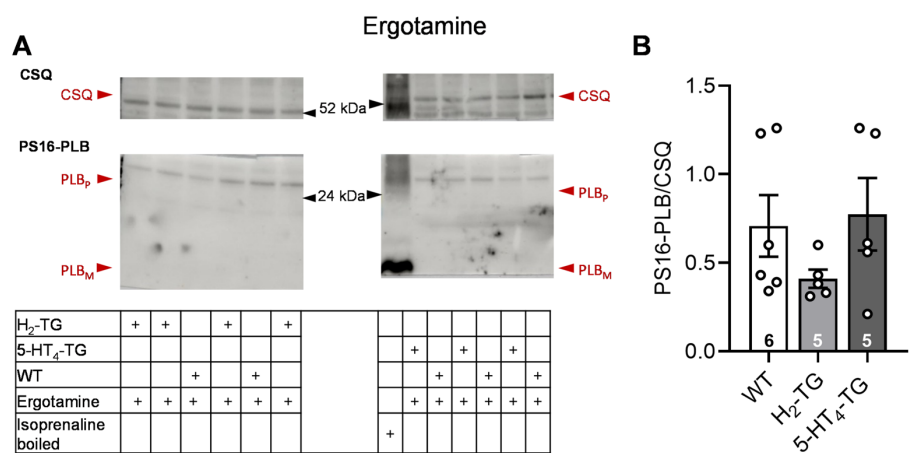 Ergotamine
A
CSQ
CSQ
52 kDa
CSQ
PS16-PLB
PLBP
24 kDa
PLBP
PLBM
PLBM
H2-TG + + + +
5-HT4-TG + + +
WT + + + + +
Ergotamine + + + + + + + + + + + +
Isoprenaline boiled +
B
PS16-PLB/CSQ
1.5
1.0
0.5
0.0
6 5 5
WT H2-TG 5-HT4-TG